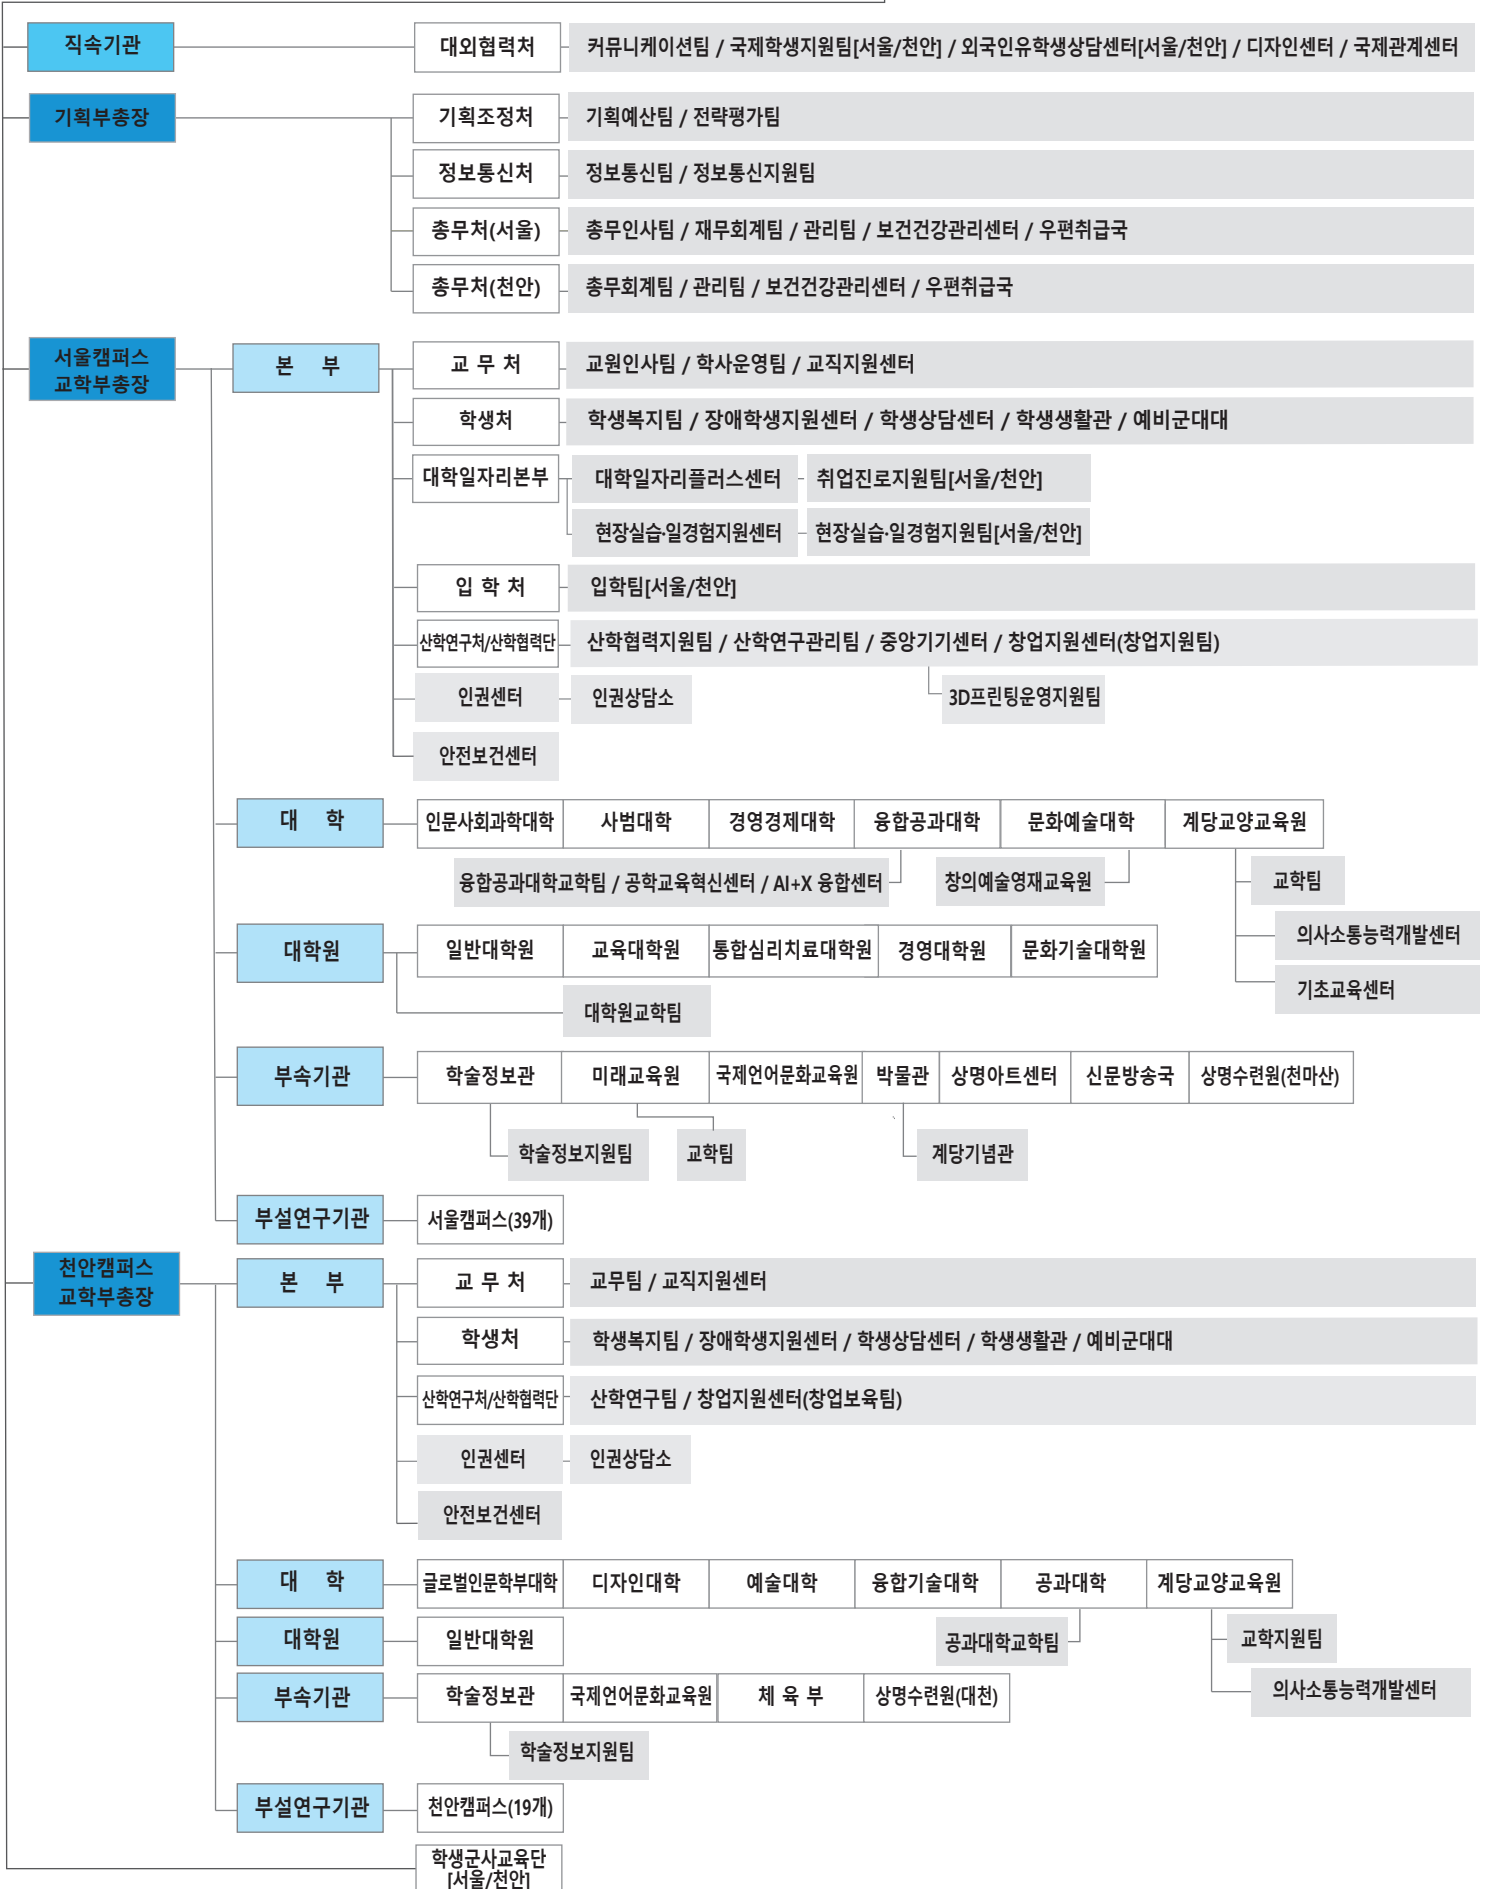 직속기관
대외협력처
커뮤니케이션팀 / 국제학생지원팀[서울/천안] / 외국인유학생상담센터[서울/천안] / 디자인센터 / 국제관계센터
기획부총장
기획조정처
기획예산팀 / 전략평가팀
정보통신처
정보통신팀 / 정보통신지원팀
총무처(서울)
총무인사팀 / 재무회계팀 / 관리팀 / 보건건강관리센터 / 우편취급국
총무처(천안)
총무회계팀 / 관리팀 / 보건건강관리센터 / 우편취급국
서울캠퍼스
교학부총장
본 부
교 무 처
교원인사팀 / 학사운영팀 / 교직지원센터
학생처
학생복지팀 / 장애학생지원센터 / 학생상담센터 / 학생생활관 / 예비군대대
대학일자리본부
대학일자리플러스센터
취업진로지원팀[서울/천안]
현장실습·일경험지원센터
현장실습·일경험지원팀[서울/천안]
입 학 처
입학팀[서울/천안]
산학연구처/산학협력단
산학협력지원팀 / 산학연구관리팀 / 중앙기기센터 / 창업지원센터(창업지원팀)
3D프린팅운영지원팀
인권센터
인권상담소
안전보건센터
대 학
인문사회과학대학
사범대학
경영경제대학
융합공과대학
문화예술대학
계당교양교육원
융합공과대학교학팀 / 공학교육혁신센터 / AI+X 융합센터
창의예술영재교육원
교학팀
의사소통능력개발센터
기초교육센터
대학원
일반대학원
교육대학원
통합심리치료대학원
경영대학원
문화기술대학원
대학원교학팀
부속기관
학술정보관
미래교육원
국제언어문화교육원
박물관
상명아트센터
신문방송국
상명수련원(천마산)
학술정보지원팀
교학팀
계당기념관
부설연구기관
서울캠퍼스(39개)
천안캠퍼스
교학부총장
본 부
교 무 처
교무팀 / 교직지원센터
학생처
학생복지팀 / 장애학생지원센터 / 학생상담센터 / 학생생활관 / 예비군대대
산학연구처/산학협력단
산학연구팀 / 창업지원센터(창업보육팀)
인권센터
인권상담소
안전보건센터
대 학
글로벌인문학부대학
디자인대학
예술대학
융합기술대학
공과대학
계당교양교육원
공과대학교학팀
교학지원팀
의사소통능력개발센터
대학원
일반대학원
부속기관
학술정보관
국제언어문화교육원
체 육 부
상명수련원(대천)
학술정보지원팀
부설연구기관
천안캠퍼스(19개)
학생군사교육단
[서울/천안]